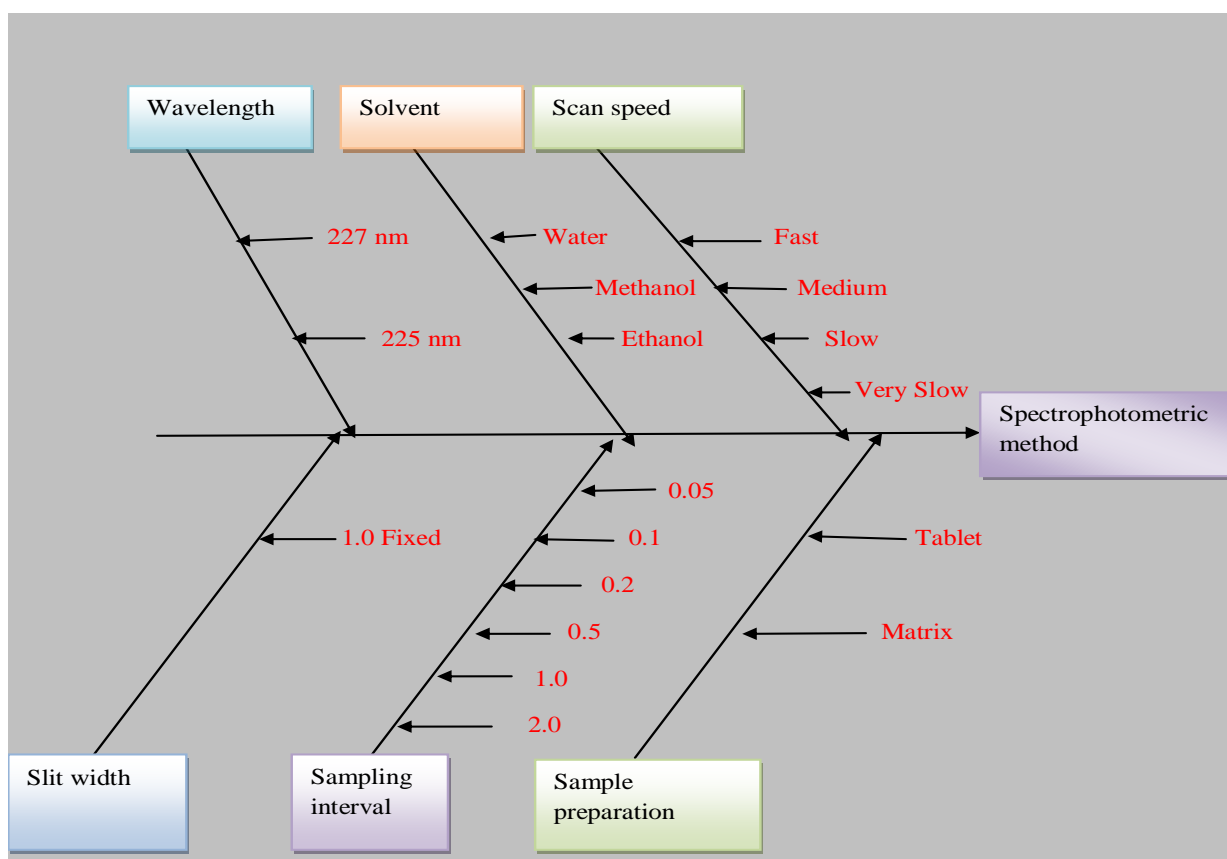 Wavelength
Solvent
Scan speed
227 nm
Water
Fast
Methanol
Medium
225 nm
Ethanol
Slow
Very Slow
Spectrophotometric
method
0.05
1.0 Fixed
0.1
Tablet
0.2
0.5
Matrix
1.0
2.0
Slit width
Sampling
interval
Sample
preparation